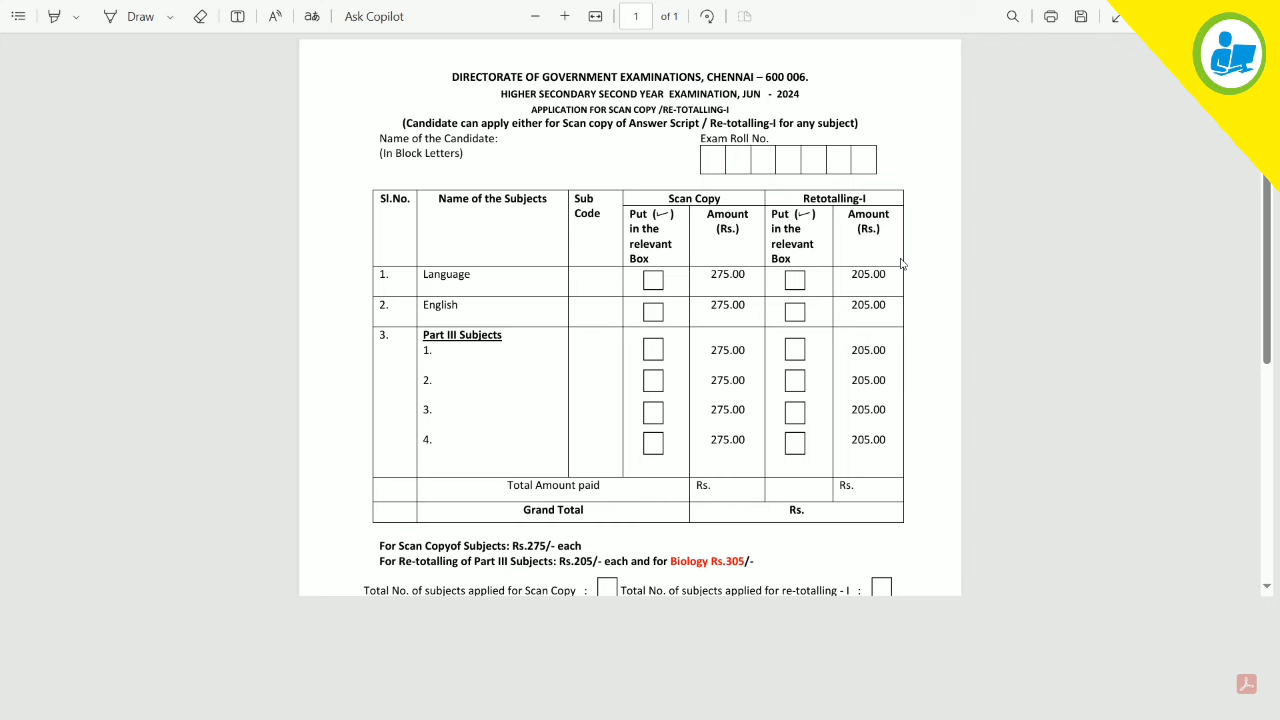 Draw
Ask Copilot
1 of 1
DIRECTORATE OF GOVERNMENT EXAMINATIONS, CHENNAI – 600 006.
HIGHER SECONDARY SECOND YEAR EXAMINATION, JUN - 2024
APPLICATION FOR SCAN COPY /RE-TOTALLING-I
(Candidate can apply either for Scan copy of Answer Script / Re-totalling-I for any subject)
Name of the Candidate: Exam Roll No.
(In Block Letters)
Sl.No. Name of the Subjects Sub Code Scan Copy Retotalling-I
Put (✓) in the relevant Box Amount (Rs.) Put (✓) in the relevant Box Amount (Rs.)
1. Language 275.00 205.00
2. English 275.00 205.00
3. Part III Subjects
1. 275.00 205.00
2. 275.00 205.00
3. 275.00 205.00
4. 275.00 205.00
Total Amount paid Rs. Rs.
Grand Total Rs.
For Scan Copyof Subjects: Rs.275/- each
For Re-totalling of Part III Subjects: Rs.205/- each and for Biology Rs.305/-
Total No. of subjects applied for Scan Copy : Total No. of subjects applied for re-totalling - I :